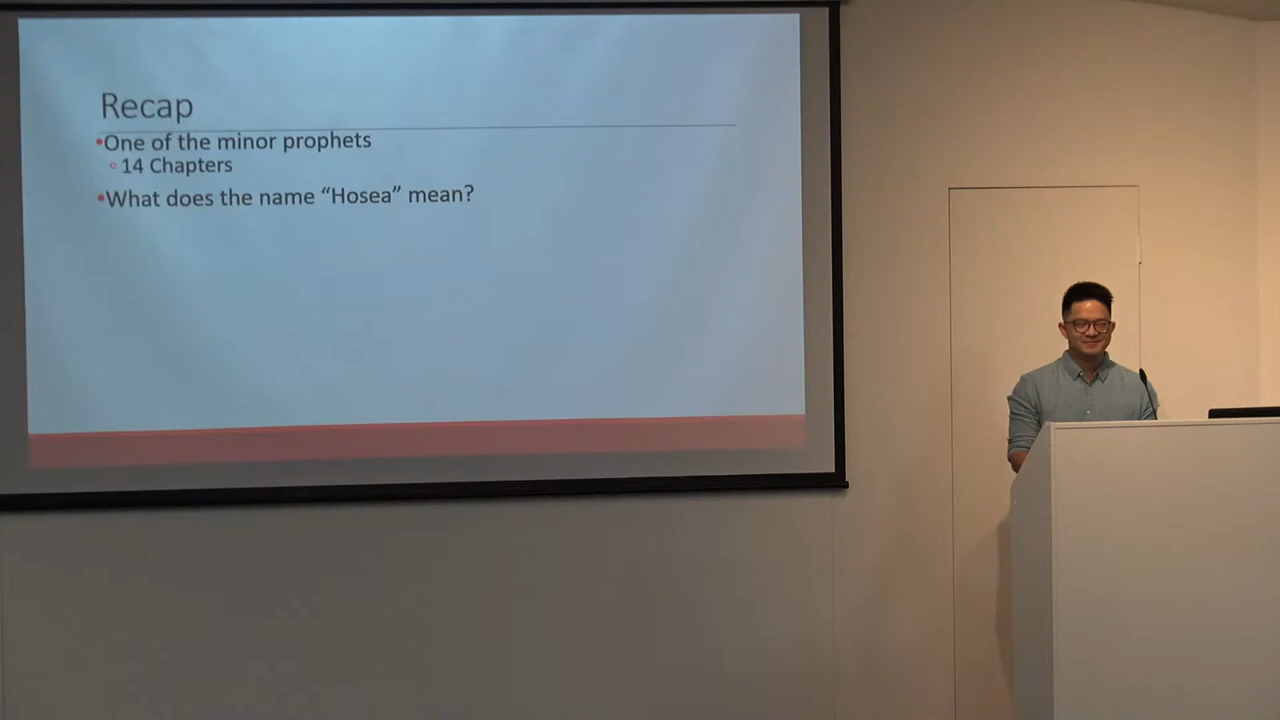 Recap
•One of the minor prophets
◦ 14 Chapters
•What does the name “Hosea” mean?